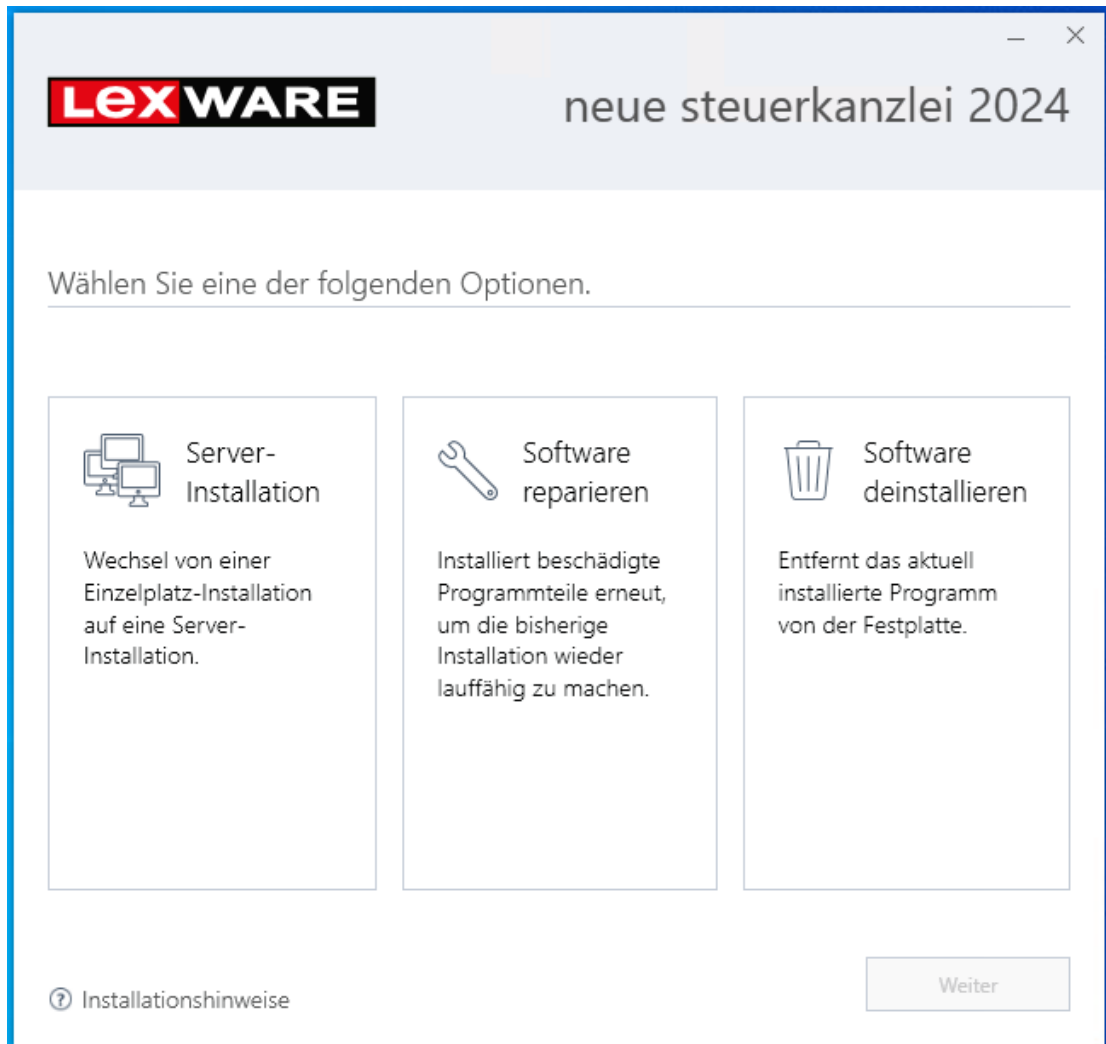 LEXWARE
neue steuerkanzlei 2024
Wählen Sie eine der folgenden Optionen.
Server-
Installation
Wechsel von einer
Einzelplatz-Installation
auf eine Server-
Installation.
Software
reparieren
Installiert beschädigte
Programmteile erneut,
um die bisherige
Installation wieder
lauffähig zu machen.
Software
deinstallieren
Entfernt das aktuell
installierte Programm
von der Festplatte.
? Installationshinweise
Weiter